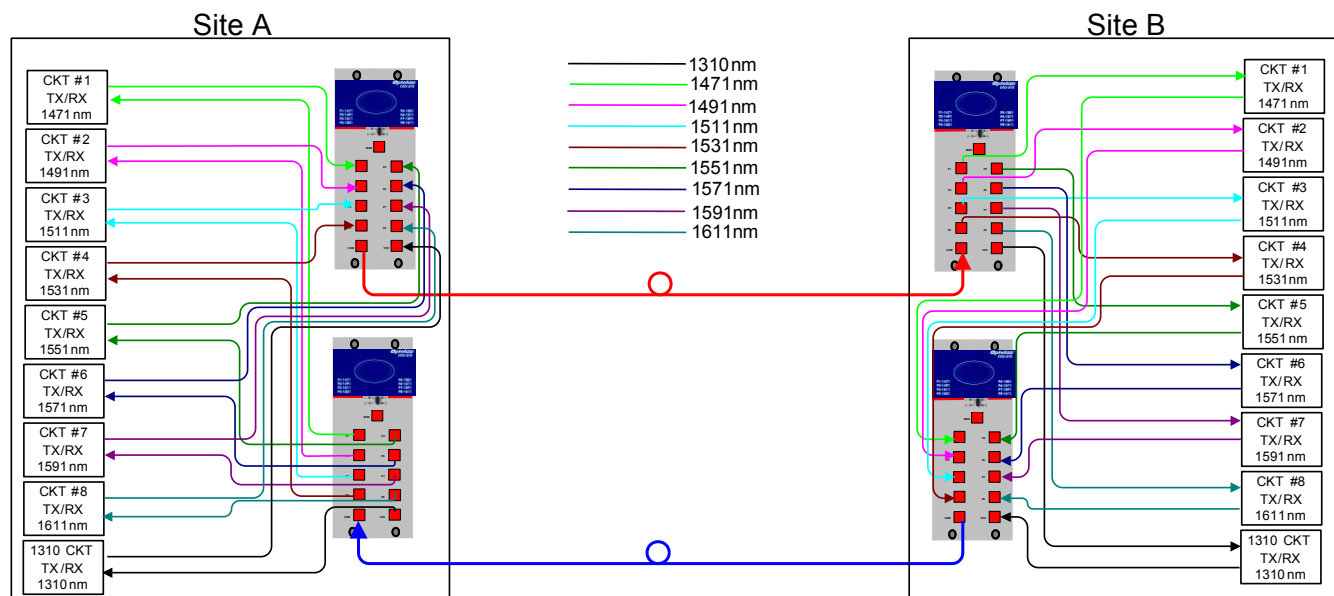 Site A
Site B
CKT #1
TX/RX
1471nm
CKT #2
TX/RX
1491nm
CKT #3
TX/RX
1511nm
CKT #4
TX/RX
1531nm
CKT #5
TX/RX
1551nm
CKT #6
TX/RX
1571nm
CKT #7
TX/RX
1591nm
CKT #8
TX/RX
1611nm
1310 CKT
TX/RX
1310nm
1310nm
1471nm
1491nm
1511nm
1531nm
1551nm
1571nm
1591nm
1611nm
CKT #1
TX/RX
1471nm
CKT #2
TX/RX
1491nm
CKT #3
TX/RX
1511nm
CKT #4
TX/RX
1531nm
CKT #5
TX/RX
1551nm
CKT #6
TX/RX
1571nm
CKT #7
TX/RX
1591nm
CKT #8
TX/RX
1611nm
1310 CKT
TX/RX
1310nm